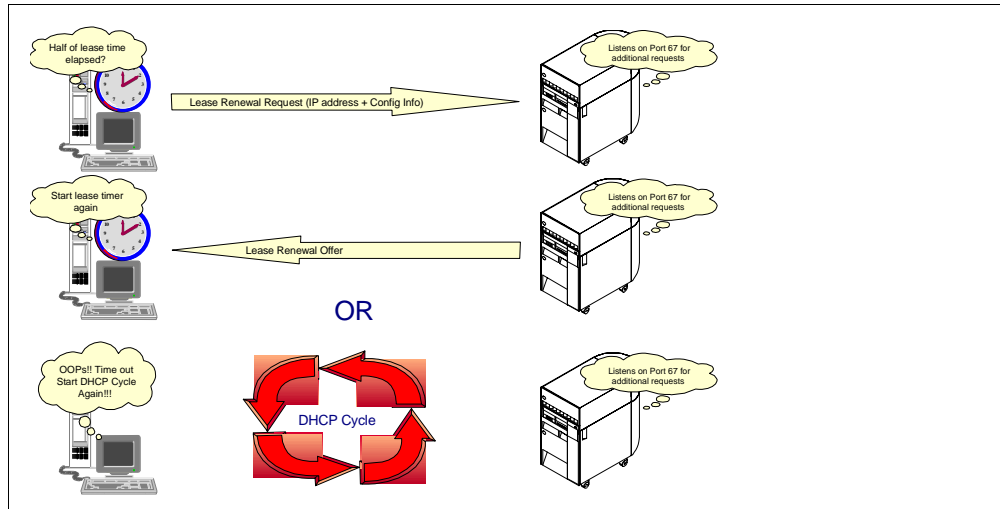 Half of lease time
elapsed?
Listens on Port 67 for
additional requests
Lease Renewal Request (IP address + Config Info)
Start lease timer
again
Listens on Port 67 for
additional requests
Lease Renewal Offer
OR
OOPs!! Time out
Start DHCP Cycle
Again!!!
DHCP Cycle
Listens on Port 67 for
additional requests